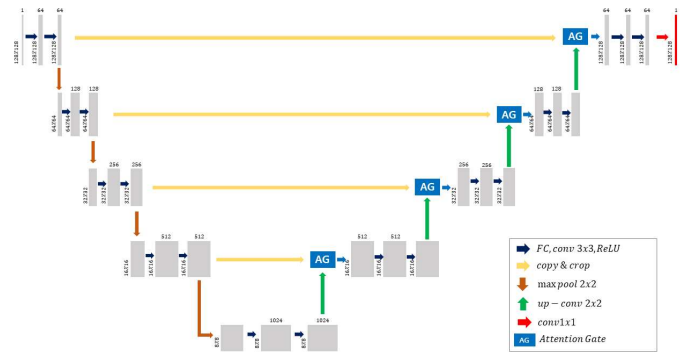 1 64 64
128X128 128X128 128X128
AG
64 64 64 1
128X128 128X128 128X128 128X128
128 128
64X64 64X64 64X64
AG
128 128
64X64 64X64 64X64
256 256
32X32 32X32 32X32
AG
256 256
32X32 32X32 32X32
512 512
16X16 16X16 16X16
AG
512 512
16X16 16X16 16X16
1024
8X8 8X8 8X8
FC, conv 3x3, ReLU
copy & crop
max pool 2x2
up − conv 2x2
conv1x1
AG Attention Gate